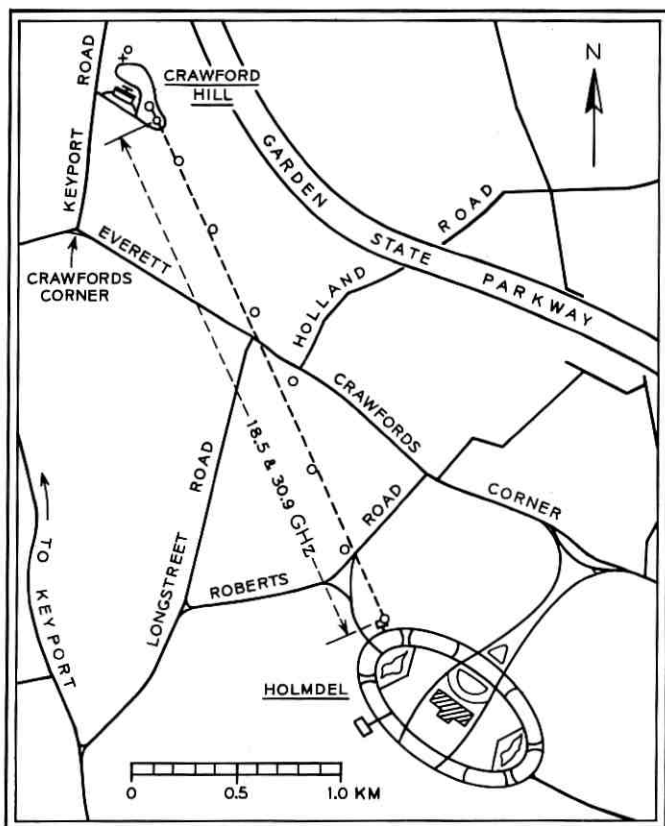 N
CRAWFORD
HILL
KEYPORT ROAD
GARDEN STATE PARKWAY
HOLLAND ROAD
EVERETT
CRAWFORDS
CORNER
CRAWFORDS
CORNER
18.5 & 30.9 GHz
ROAD
ROBERTS
LONGSTREET ROAD
TO KEYPORT
HOLMDEL
0 0.5 1.0 KM